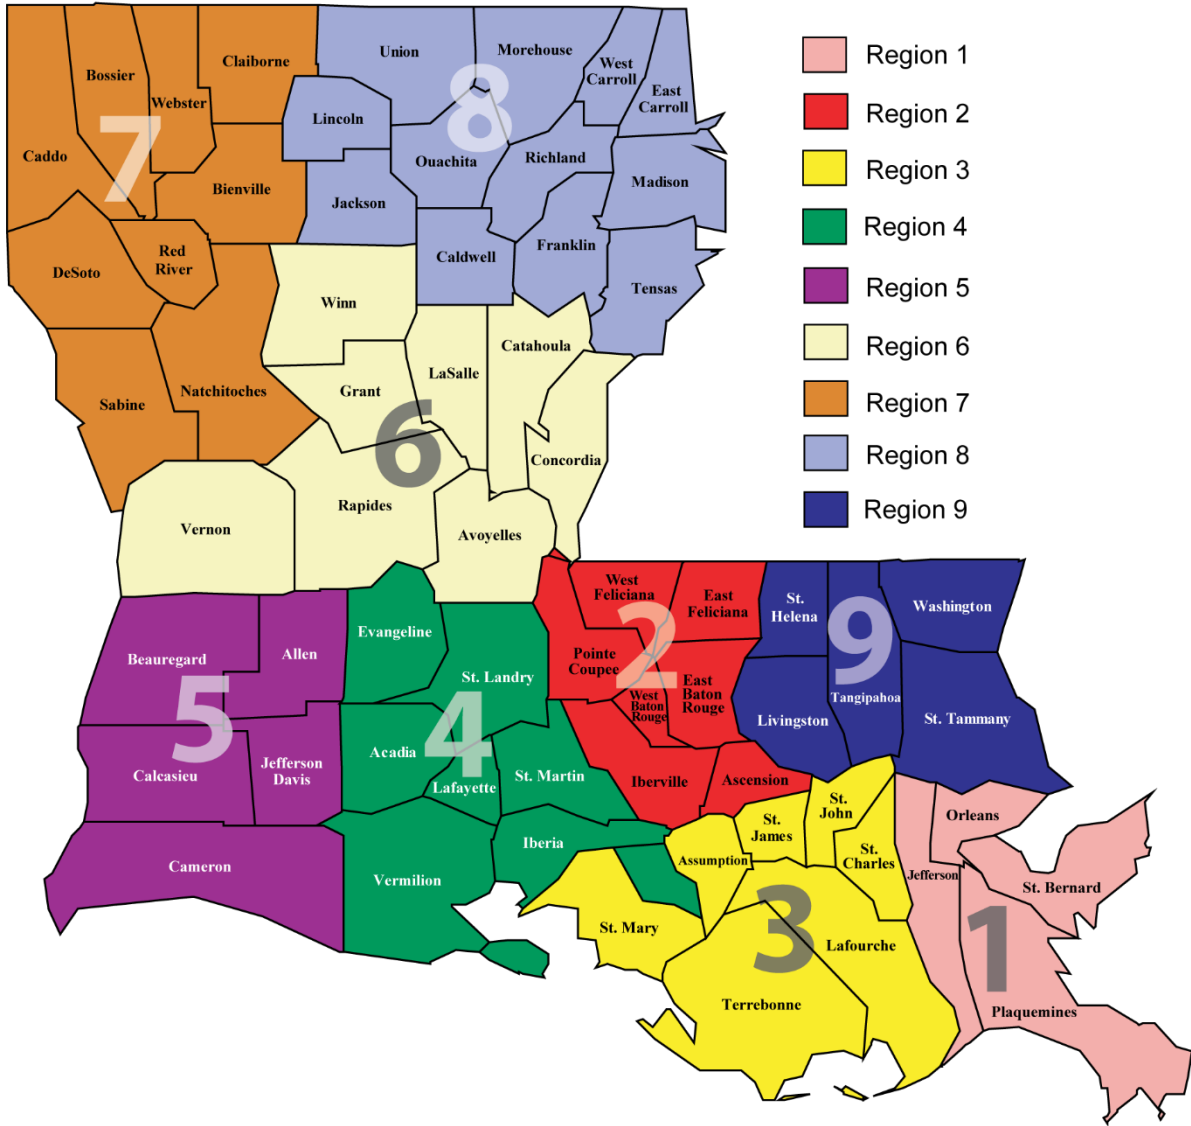 Union
Morehouse
Claiborne
West
Carroll
Bossier
Webster
East
Carroll
8
Lincoln
7
Caddo
Ouachita
Richland
Bienville
Madison
Jackson
Red
River
DeSoto
Caldwell
Franklin
Tensas
Winn
Catahoula
LaSalle
Grant
Natchitoches
Sabine
6
Concordia
Rapides
Vernon
Avoyelles
West
Feliciana
East
Feliciana
St.
Helena
Washington
Evangeline
2
9
Beauregard
Allen
Pointe
Coupee
St. Landry
East
Baton
Rouge
West
Baton
Rouge
Tangipahoa
Livingston
St. Tammany
5
4
Acadia
Calcasieu
Jefferson
Davis
St. Martin
Lafayette
Iberville
Ascension
St.
John
St.
James
Orleans
Iberia
Assumption
St.
Charles
Cameron
Vermilion
Jefferson
St. Bernard
3
1
St. Mary
Lafourche
Terrebonne
Plaquemines
Region 1
Region 2
Region 3
Region 4
Region 5
Region 6
Region 7
Region 8
Region 9